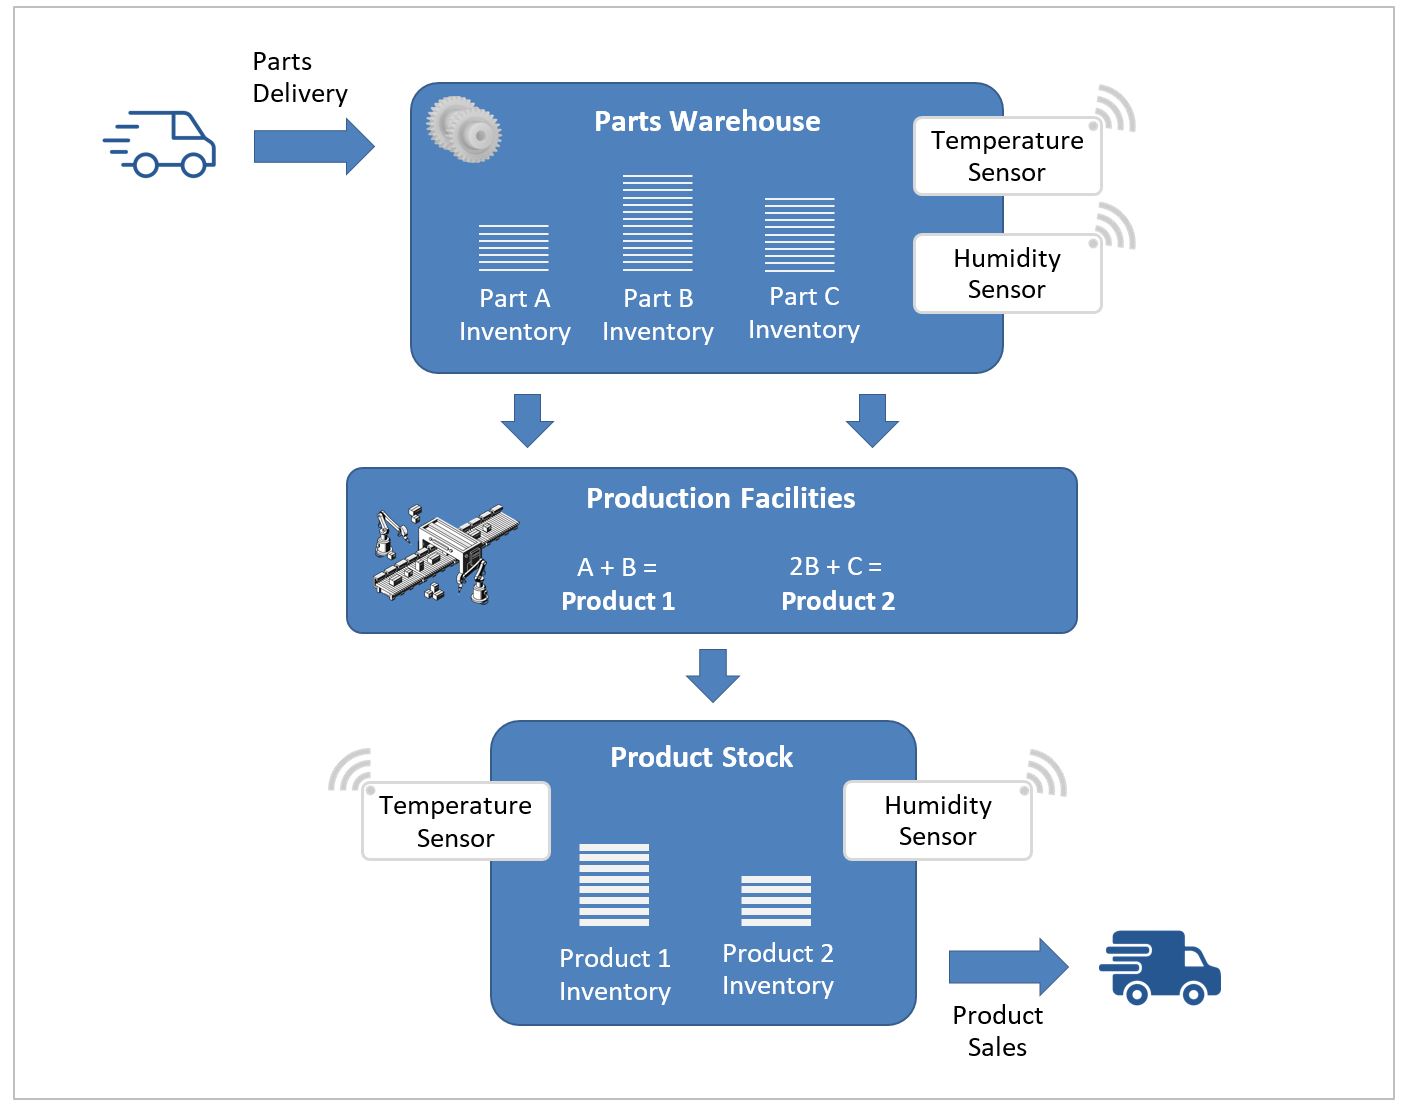 Parts
Delivery
Parts Warehouse
Temperature
Sensor
Humidity
Sensor
Part A
Inventory
Part B
Inventory
Part C
Inventory
Production Facilities
A + B =
Product 1
2B + C =
Product 2
Product Stock
Temperature
Sensor
Humidity
Sensor
Product 1
Inventory
Product 2
Inventory
Product
Sales